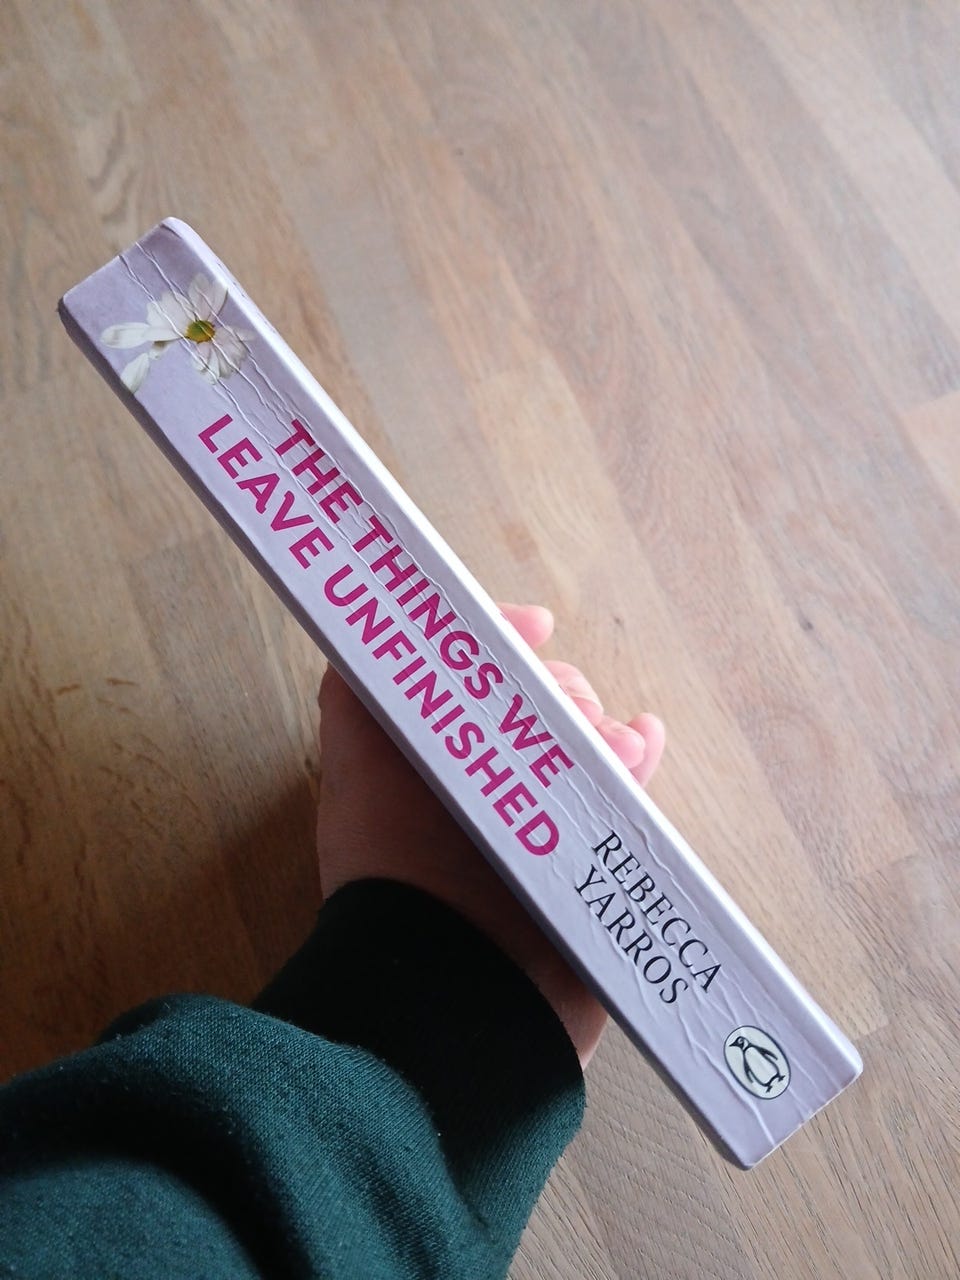 THE THINGS WE
LEAVE UNFINISHED
REBECCA
YARROS